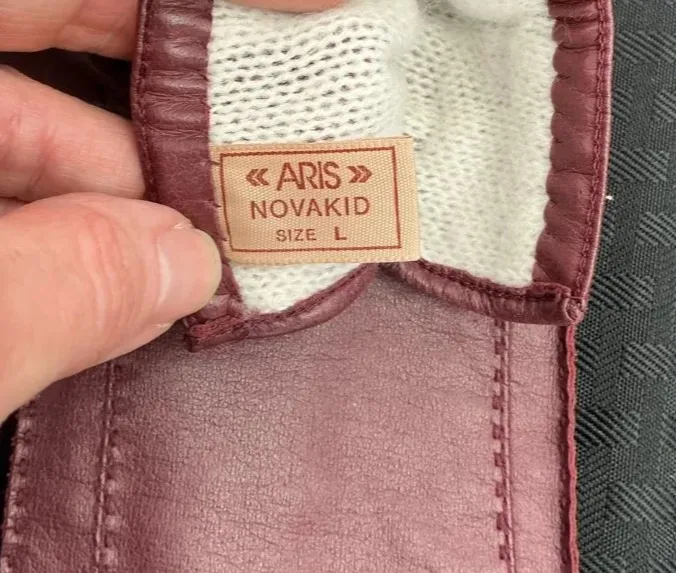 « ARIS »
NOVAKID
SIZE L